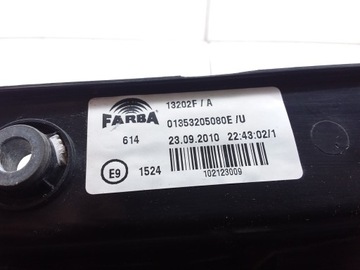 FARBA 13202F / A
01353205080E /U
614 23.09.2010 22:43:02/1
E9 1524
102123009